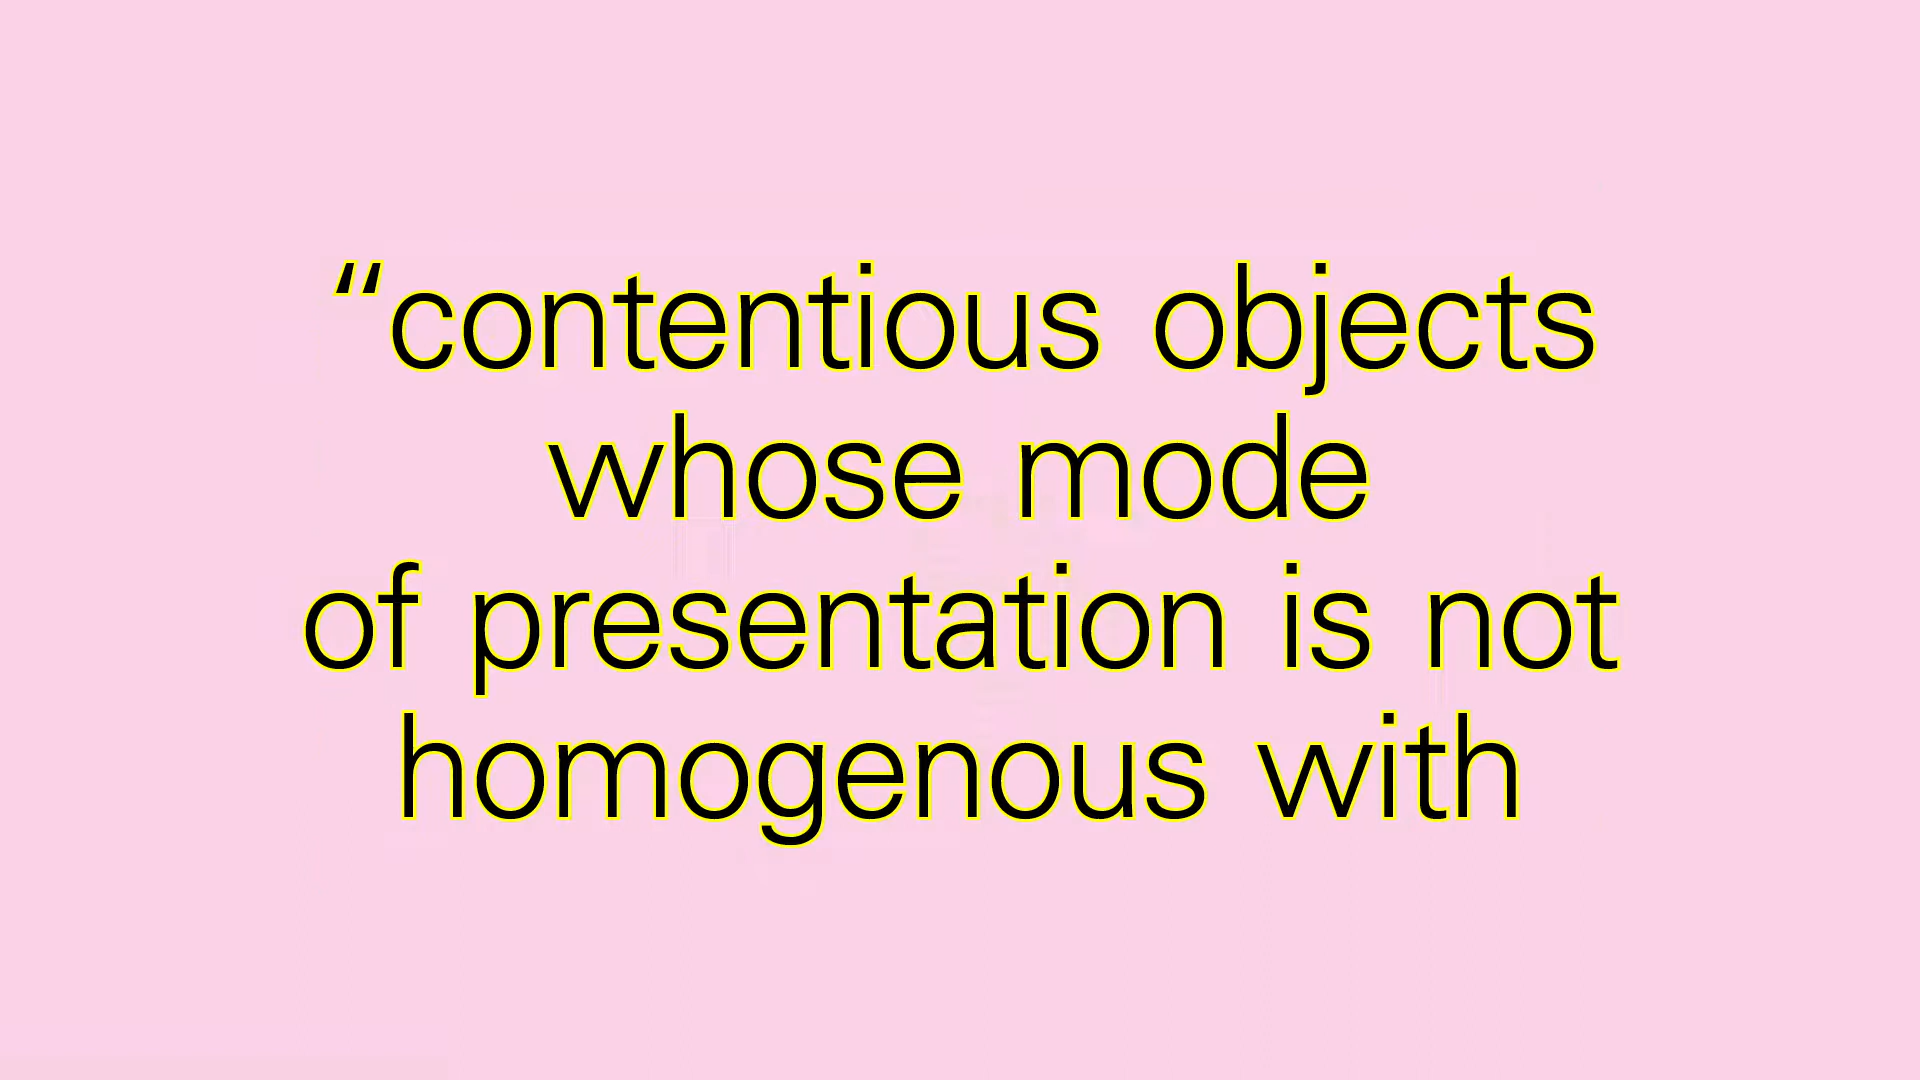 “contentious objects
whose mode
of presentation is not
homogenous with